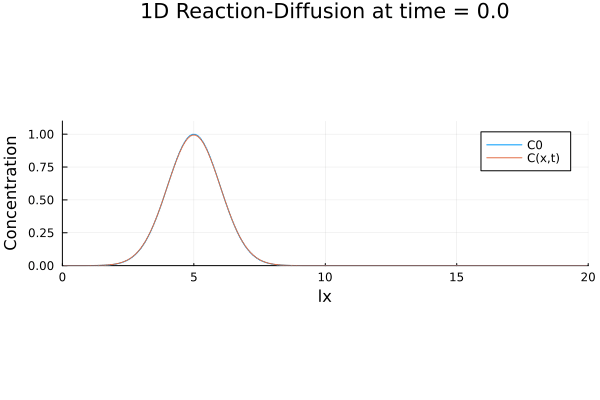 1D Reaction-Diffusion at time = 0.0
Concentration
1.00
0.75
0.50
0.25
0.00
C0
C(x,t)
0 5 10 15 20
lx